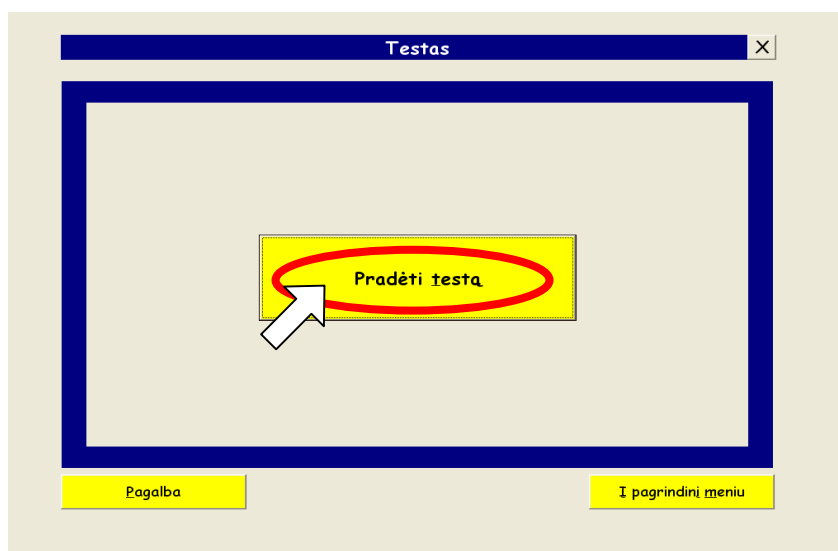 Testas
X
Pradėti testą
Pagalba
Į pagrindinį meniu